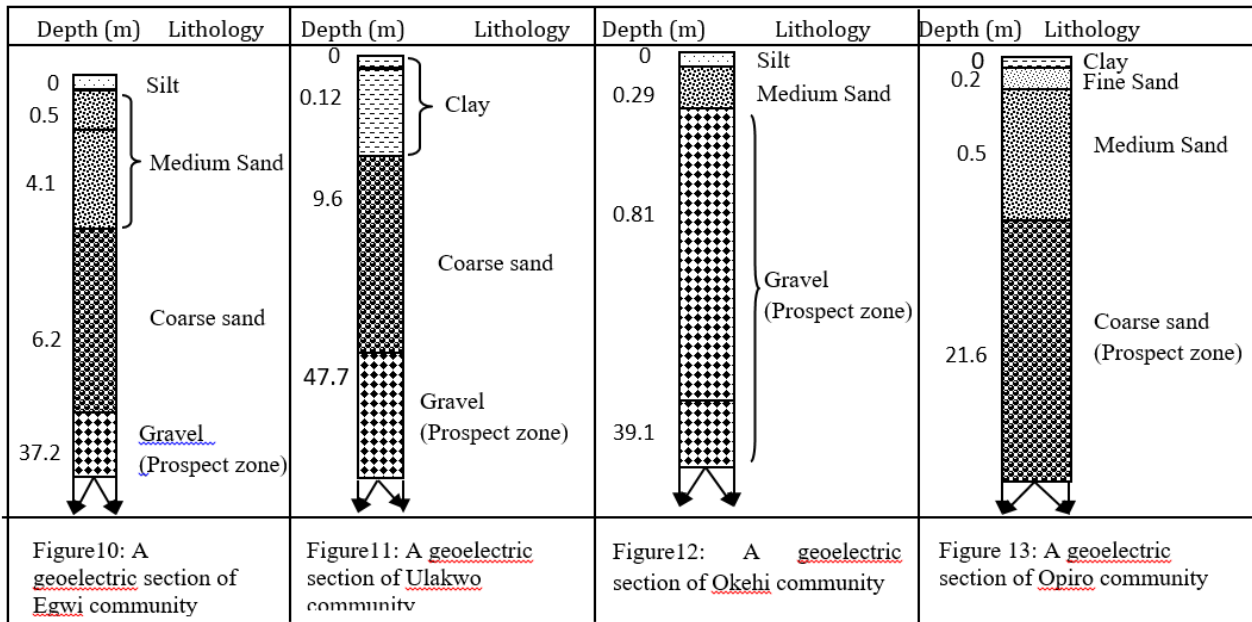 Depth (m) Lithology
0 Silt
0.5
Medium Sand
4.1
Coarse sand
6.2
Gravel
37.2 (Prospect zone)
Figure10: A
geoelectric section of
Egwi community
Depth (m) Lithology
0
0.12 Clay
9.6
Coarse sand
47.7
Gravel
(Prospect zone)
Figure11: A geoelectric
section of Ulakwo
community
Depth (m) Lithology
0 Silt
0.29 Medium Sand
0.81
Gravel
(Prospect zone)
39.1
Figure12: A geoelectric
section of Okehi community
Depth (m) Lithology
0 Clay
0.2 Fine Sand
0.5 Medium Sand
Coarse sand
21.6 (Prospect zone)
Figure 13: A geoelectric
section of Opiro community